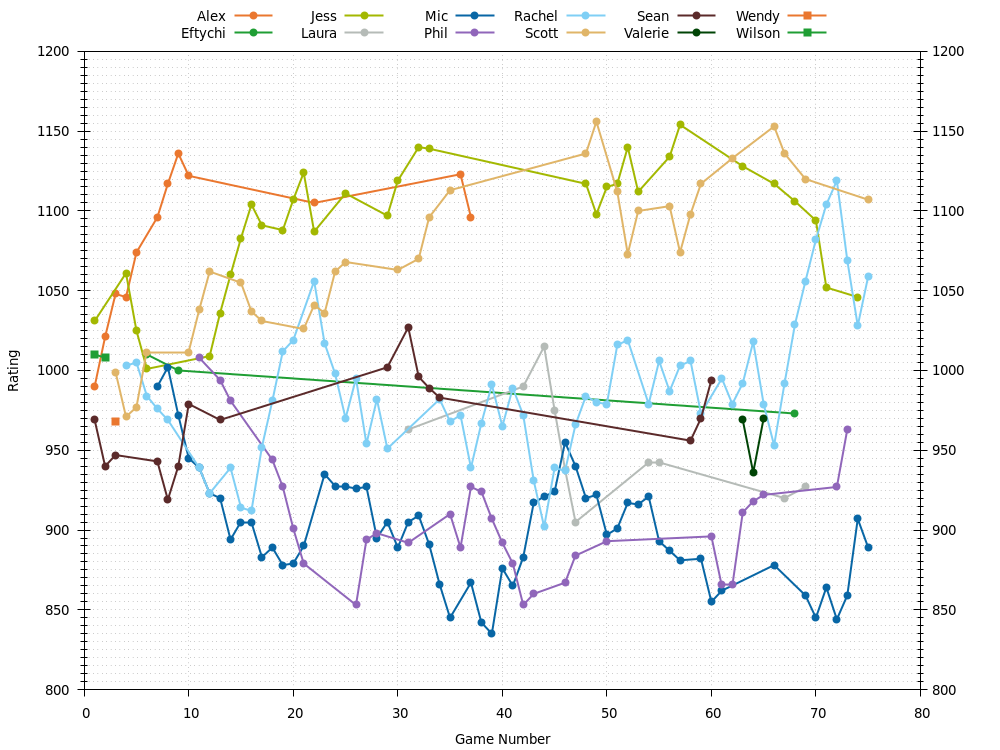 Alex Jess Mic Rachel Sean Wendy
Eftychi Laura Phil Scott Valerie Wilson
1200 1200
1150 1150
1100 1100
1050 1050
1000 1000
950 950
900 900
850 850
800 800
Rating
0 10 20 30 40 50 60 70 80
Game Number